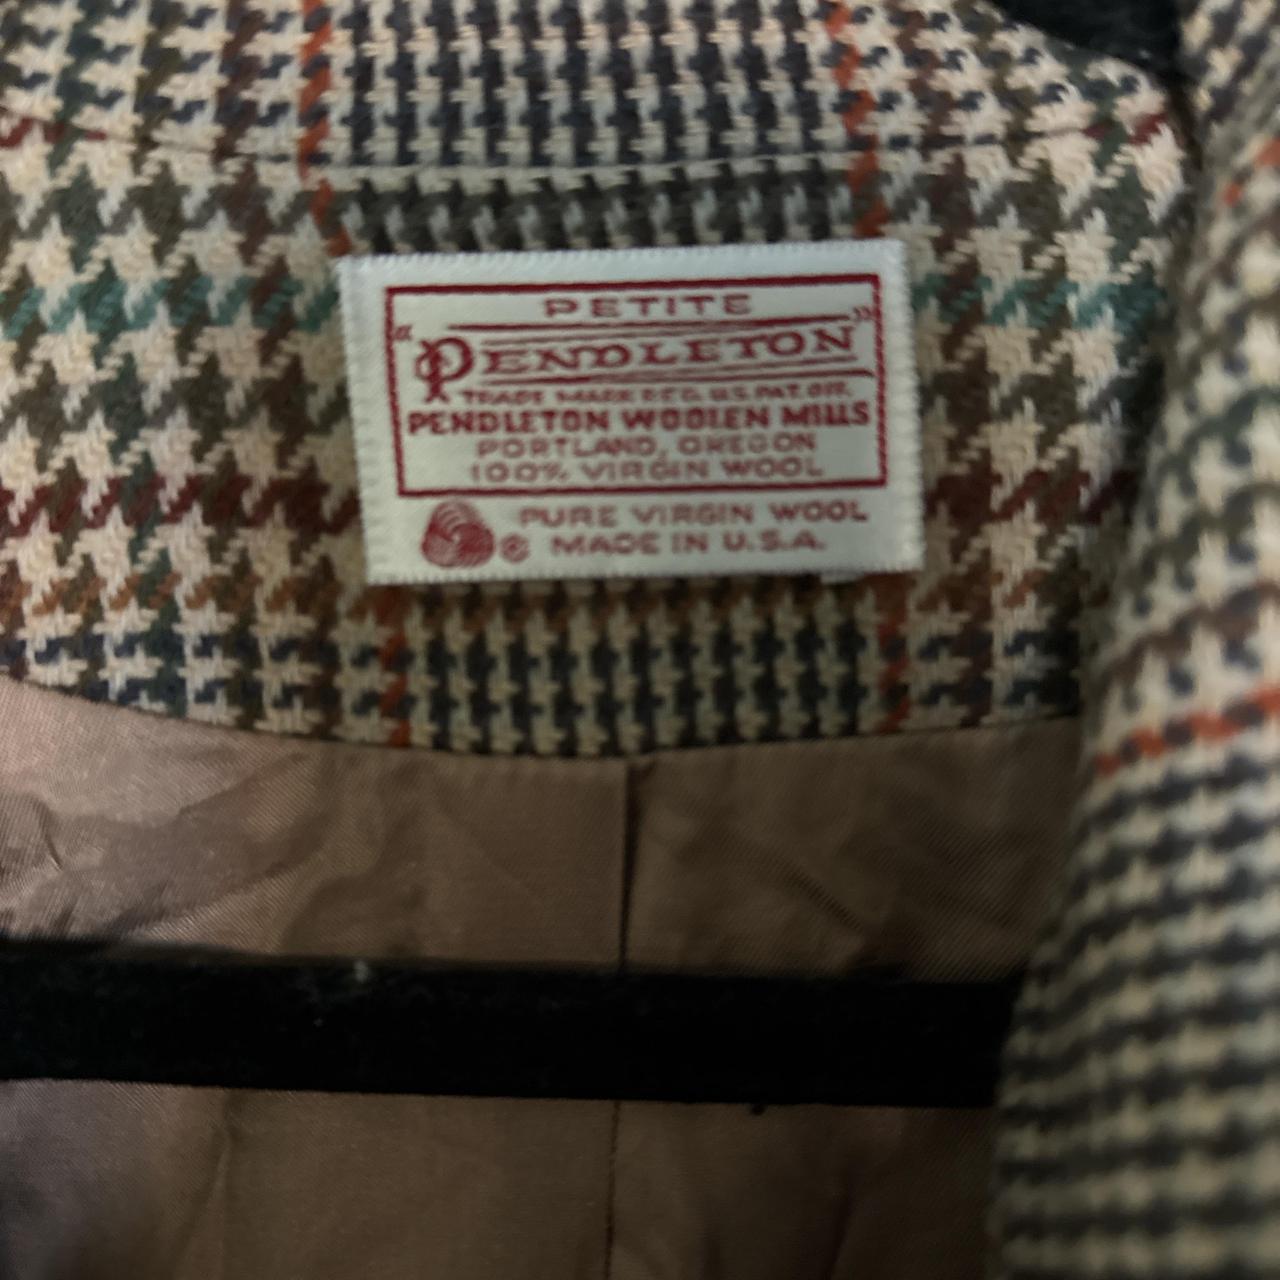 PETITE
"PENDLETON"
TRADE MARK REG. U.S. PAT. OFF.
PENDLETON WOOLEN MILLS
PORTLAND, OREGON
100% VIRGIN WOOL
PURE VIRGIN WOOL
® MADE IN U.S.A.